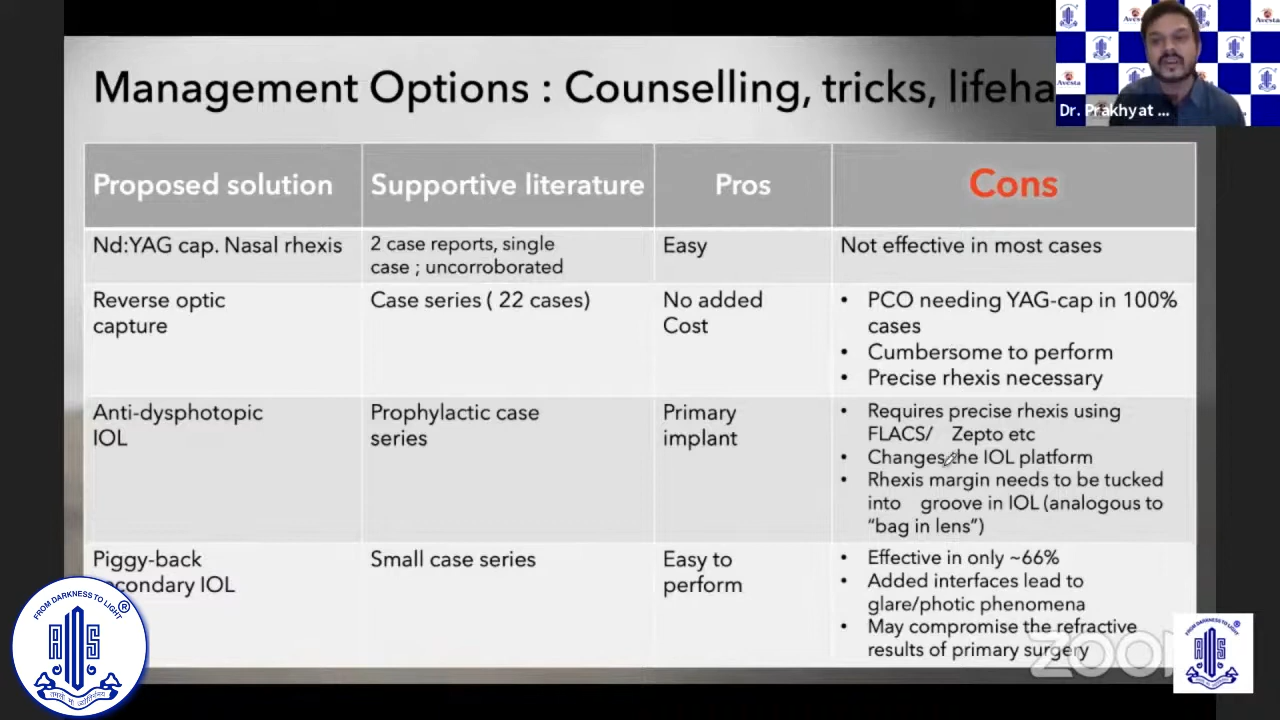 Management Options : Counselling, tricks, lifeha
Dr. Prakhyat ...
Avesta
Avesta
Proposed solution
Supportive literature
Pros
Cons
Nd:YAG cap. Nasal rhexis
2 case reports, single
case ; uncorroborated
Easy
Not effective in most cases
Reverse optic
capture
Case series ( 22 cases)
No added
Cost
• PCO needing YAG-cap in 100%
cases
• Cumbersome to perform
• Precise rhexis necessary
Anti-dysphotopic
IOL
Prophylactic case
series
Primary
implant
• Requires precise rhexis using
FLACS/ Zepto etc
• Changes the IOL platform
• Rhexis margin needs to be tucked
into groove in IOL (analogous to
“bag in lens”)
Piggy-back
secondary IOL
Small case series
Easy to
perform
• Effective in only ~66%
• Added interfaces lead to
glare/photic phenomena
• May compromise the refractive
results of primary surgery
FROM DARKNESS TO LIGHT
AIS
zoom